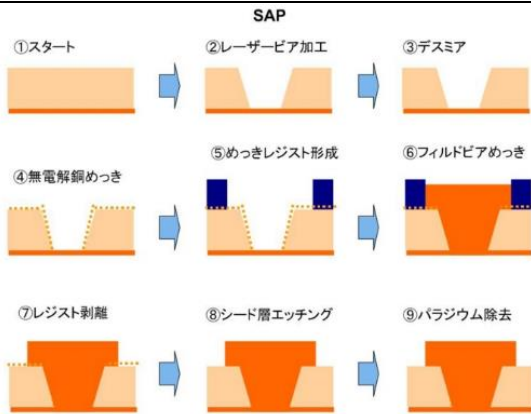 SAP
①スタート
②レーザービア加工
③デスミア
④無電解銅めっき
⑤めっきレジスト形成
⑥フィルドビアめっき
⑦レジスト剥離
⑧シード層エッチング
⑨パラジウム除去